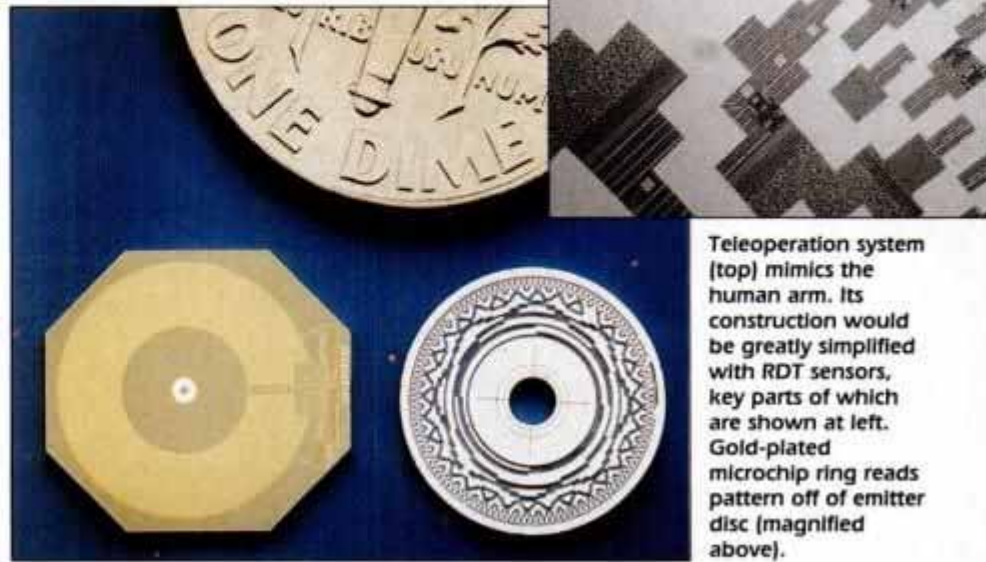 ONE DIME
Teleoperation system
(top) mimics the
human arm. Its
construction would
be greatly simplified
with RDT sensors,
key parts of which
are shown at left.
Gold-plated
microchip ring reads
pattern off of emitter
disc (magnified
above).